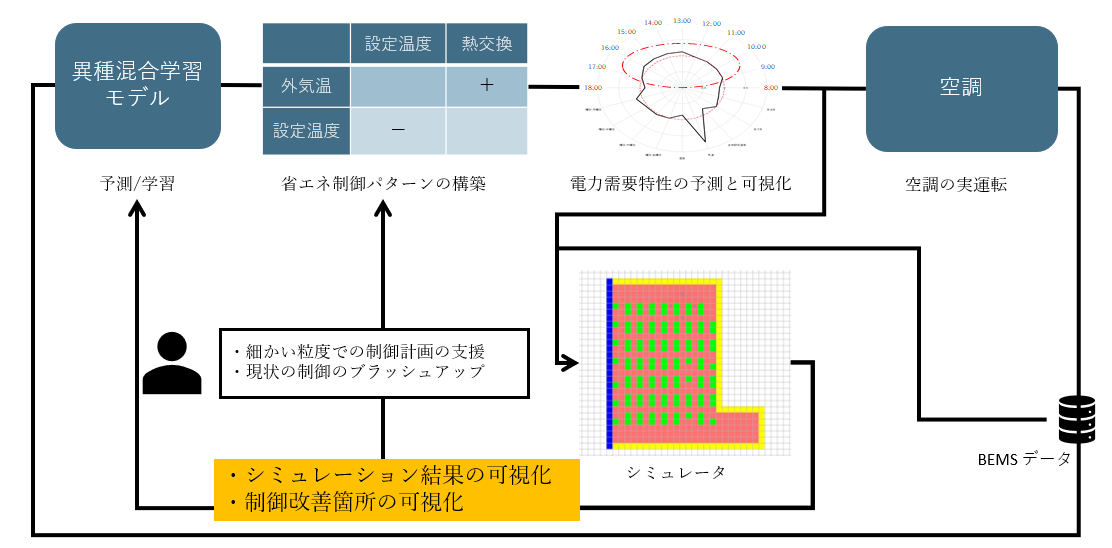 異種混合学習
モデル
設定温度
熱交換
外気温
+
設定温度
−
13:00
14:00
12:00
15:00
11:00
16:00
10:00
17:00
9:00
18:00
8:00
空調
予測/学習
省エネ制御パターンの構築
電力需要特性の予測と可視化
空調の実運転
・細かい粒度での制御計画の支援
・現状の制御のブラッシュアップ
・シミュレーション結果の可視化
・制御改善箇所の可視化
シミュレータ
BEMS データ